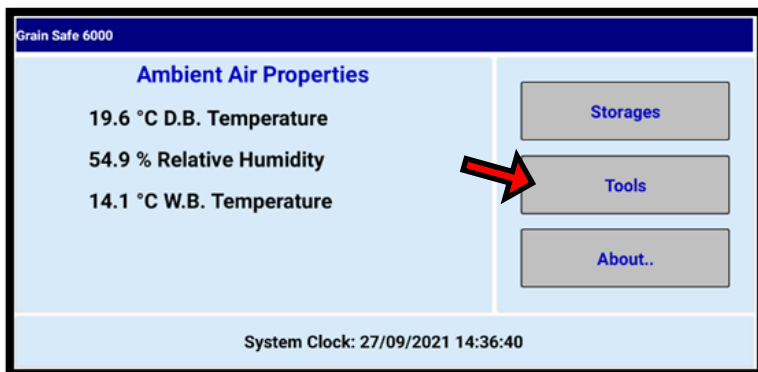 Grain Safe 6000
Ambient Air Properties
19.6 °C D.B. Temperature
54.9 % Relative Humidity
14.1 °C W.B. Temperature
Storages
Tools
About..
System Clock: 27/09/2021 14:36:40